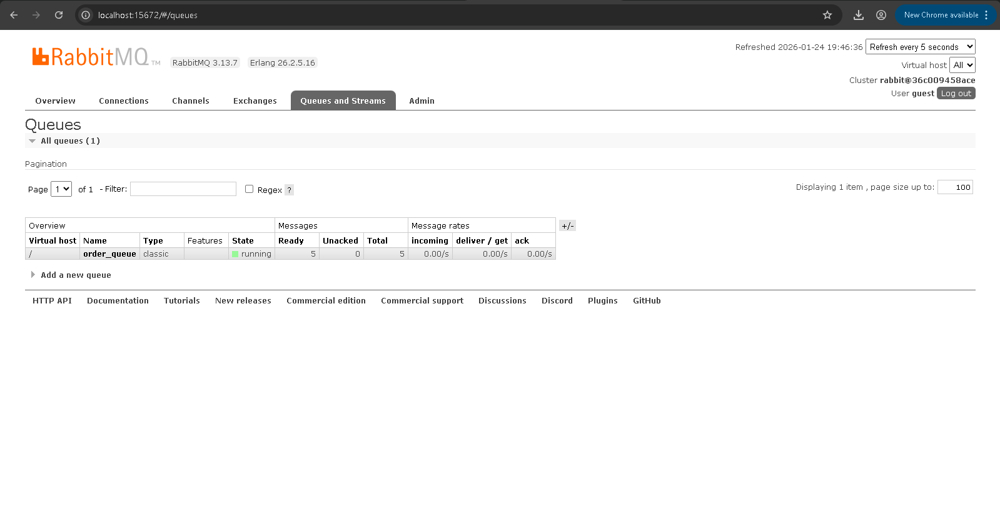 localhost:15672/#/queues
New Chrome available
RabbitMQ TM
RabbitMQ 3.13.7 Erlang 26.2.5.16
Refreshed 2026-01-24 19:46:36 Refresh every 5 seconds
Virtual host All
Cluster rabbit@36c009458ace
User guest Log out
Overview Connections Channels Exchanges Queues and Streams Admin
Queues
All queues (1)
Pagination
Page 1 of 1 - Filter: Regex ?
Displaying 1 item , page size up to: 100
Overview Messages Message rates +/-
Virtual host Name Type Features State Ready Unacked Total incoming deliver / get ack
/ order_queue classic running 5 0 5 0.00/s 0.00/s 0.00/s
Add a new queue
HTTP API Documentation Tutorials New releases Commercial edition Commercial support Discussions Discord Plugins GitHub